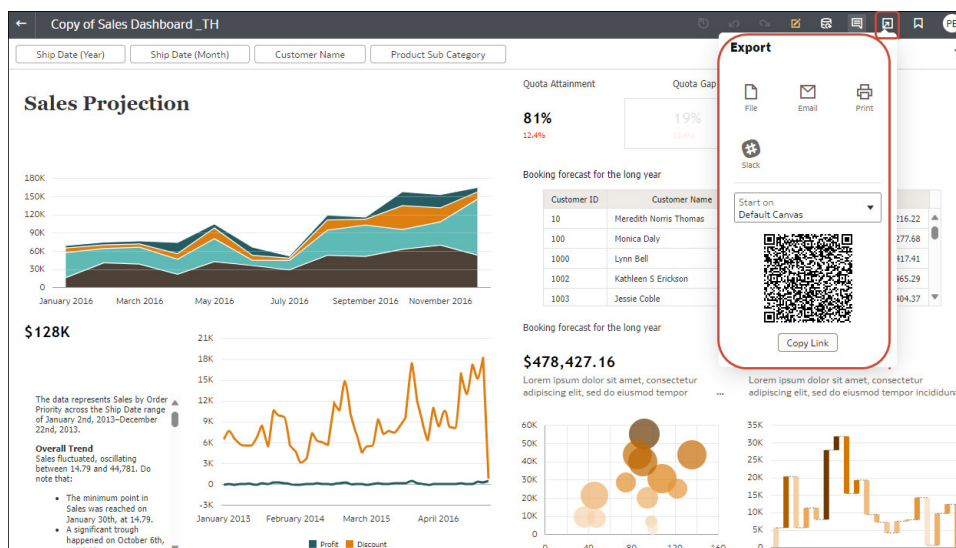 Copy of Sales Dashboard _TH
Ship Date (Year)
Ship Date (Month)
Customer Name
Product Sub Category
Sales Projection
180K
150K
120K
90K
60K
30K
0
January 2016
March 2016
May 2016
July 2016
September 2016
November 2016
$128K
The data represents Sales by Order
Priority across the Ship Date range
of January 2nd, 2013–December
22nd, 2013.
Overall Trend
Sales fluctuated, oscillating
between 14.79 and 44,781. Do
note that:
• The minimum point in
Sales was reached on
January 30th, at 14.79.
• A significant trough
happened on October 6th,
21K
18K
15K
12K
9K
6K
3K
0
-5K
January 2013
February 2014
March 2015
April 2016
Profit
Discount
Quota Attainment
Quota Gap
81%
12.4%
19%
12.4%
Booking forecast for the long year
Customer ID
Customer Name
10
Meredith Norris Thomas
216.22
100
Monica Daly
277.68
1000
Lynn Bell
417.41
1002
Kathleen S Erickson
465.29
1003
Jessie Coble
404.37
Booking forecast for the long year
$478,427.16
Lorem ipsum dolor sit amet, consectetur
adipiscing elit, sed do eiusmod tempor
...
Lorem ipsum dolor sit amet, consectetur
adipiscing elit, sed do eiusmod tempor incididunt
60K
50K
40K
30K
20K
10K
0
0
40
80
120
160
35K
30K
25K
20K
15K
10K
5K
Export
File
Email
Print
Slack
Start on
Default Canvas
Copy Link
PE